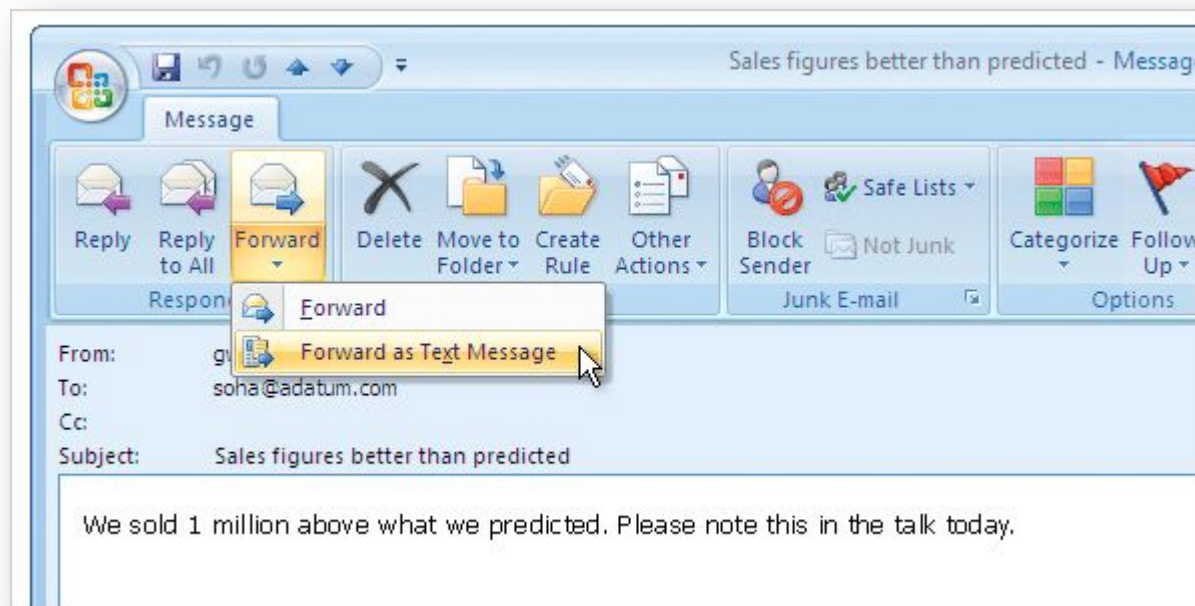 Sales figures better than predicted -
Message
Reply
Reply to All
Forward
Delete
Move to Folder
Create Rule
Other Actions
Block Sender
Safe Lists
Not Junk
Categorize
Follow Up
Junk E-mail
Options
Forward
Forward as Text Message
From:
To: soha@adatum.com
Cc:
Subject: Sales figures better than predicted
We sold 1 million above what we predicted. Please note this in the talk today.